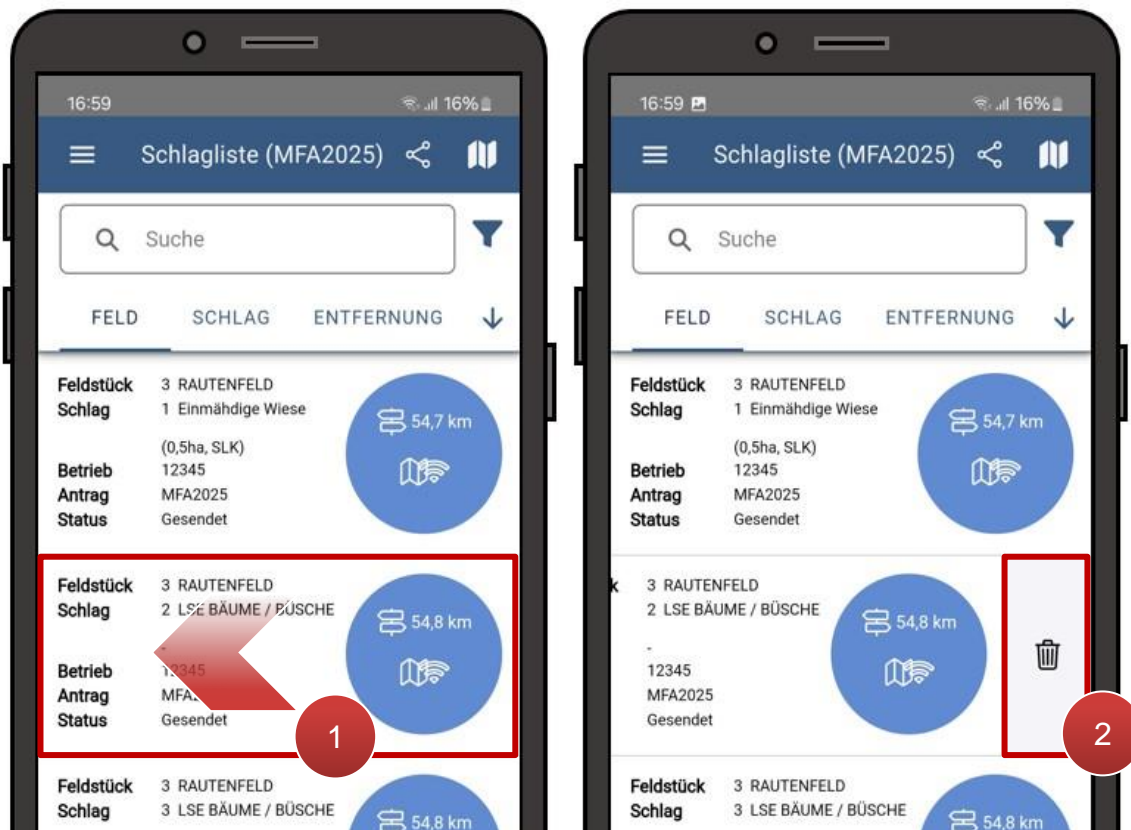 16:59 16%
Schlagliste (MFA2025)
Suche
FELD SCHLAG ENTFERNUNG
Feldstück 3 RAUTENFELD
Schlag 1 Einmähdige Wiese
54,7 km
(0,5ha, SLK)
Betrieb 12345
Antrag MFA2025
Status Gesendet
Feldstück 3 RAUTENFELD
Schlag 2 LSE BÄUME / BÜSCHE
54,8 km
-
Betrieb 12345
Antrag
Status Gesendet
1
Feldstück 3 RAUTENFELD
Schlag 3 LSE BÄUME / BÜSCHE
54,8 km
16:59 16%
Schlagliste (MFA2025)
Suche
FELD SCHLAG ENTFERNUNG
Feldstück 3 RAUTENFELD
Schlag 1 Einmähdige Wiese
54,7 km
(0,5ha, SLK)
Betrieb 12345
Antrag MFA2025
Status Gesendet
k 3 RAUTENFELD
2 LSE BÄUME / BÜSCHE
54,8 km
-
12345
MFA2025
Gesendet
2
Feldstück 3 RAUTENFELD
Schlag 3 LSE BÄUME / BÜSCHE
54,8 km